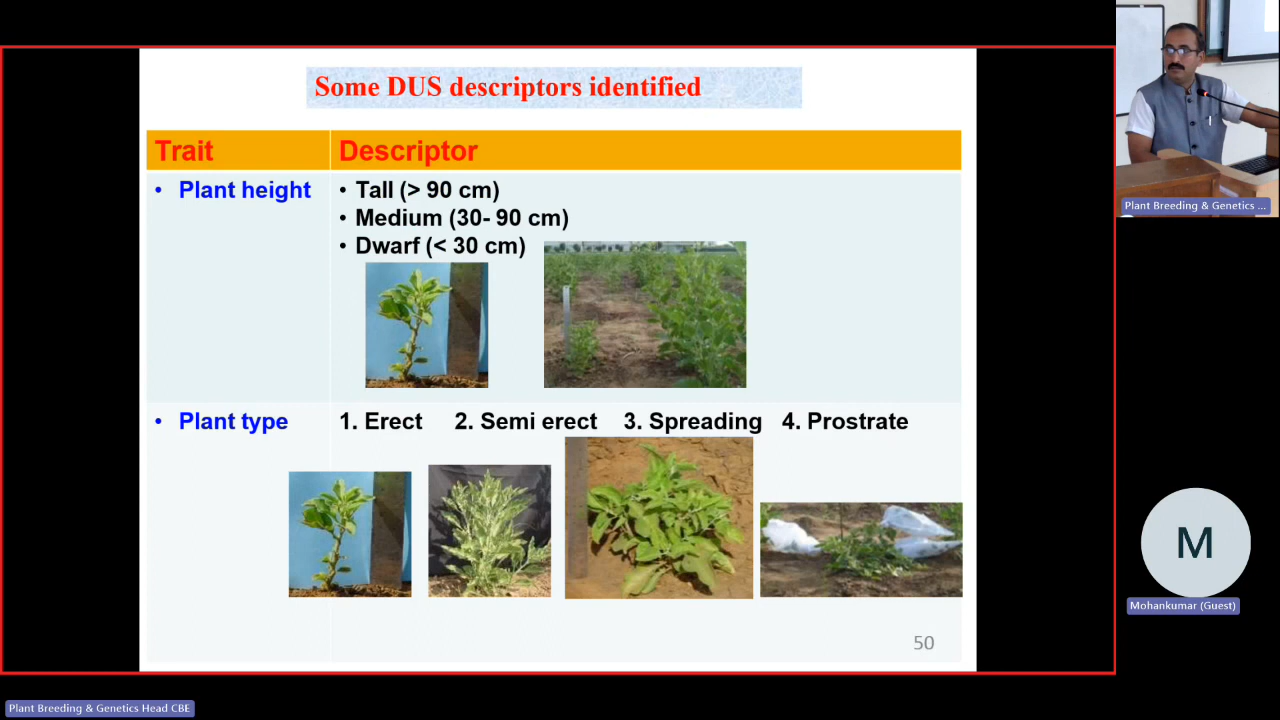 Some DUS descriptors identified
Trait
Descriptor
• Plant height
• Tall (> 90 cm)
• Medium (30- 90 cm)
• Dwarf (< 30 cm)
• Plant type
1. Erect 2. Semi erect 3. Spreading 4. Prostrate
50
Plant Breeding & Genetics ...
M
Mohankumar (Guest)
Plant Breeding & Genetics Head CBE